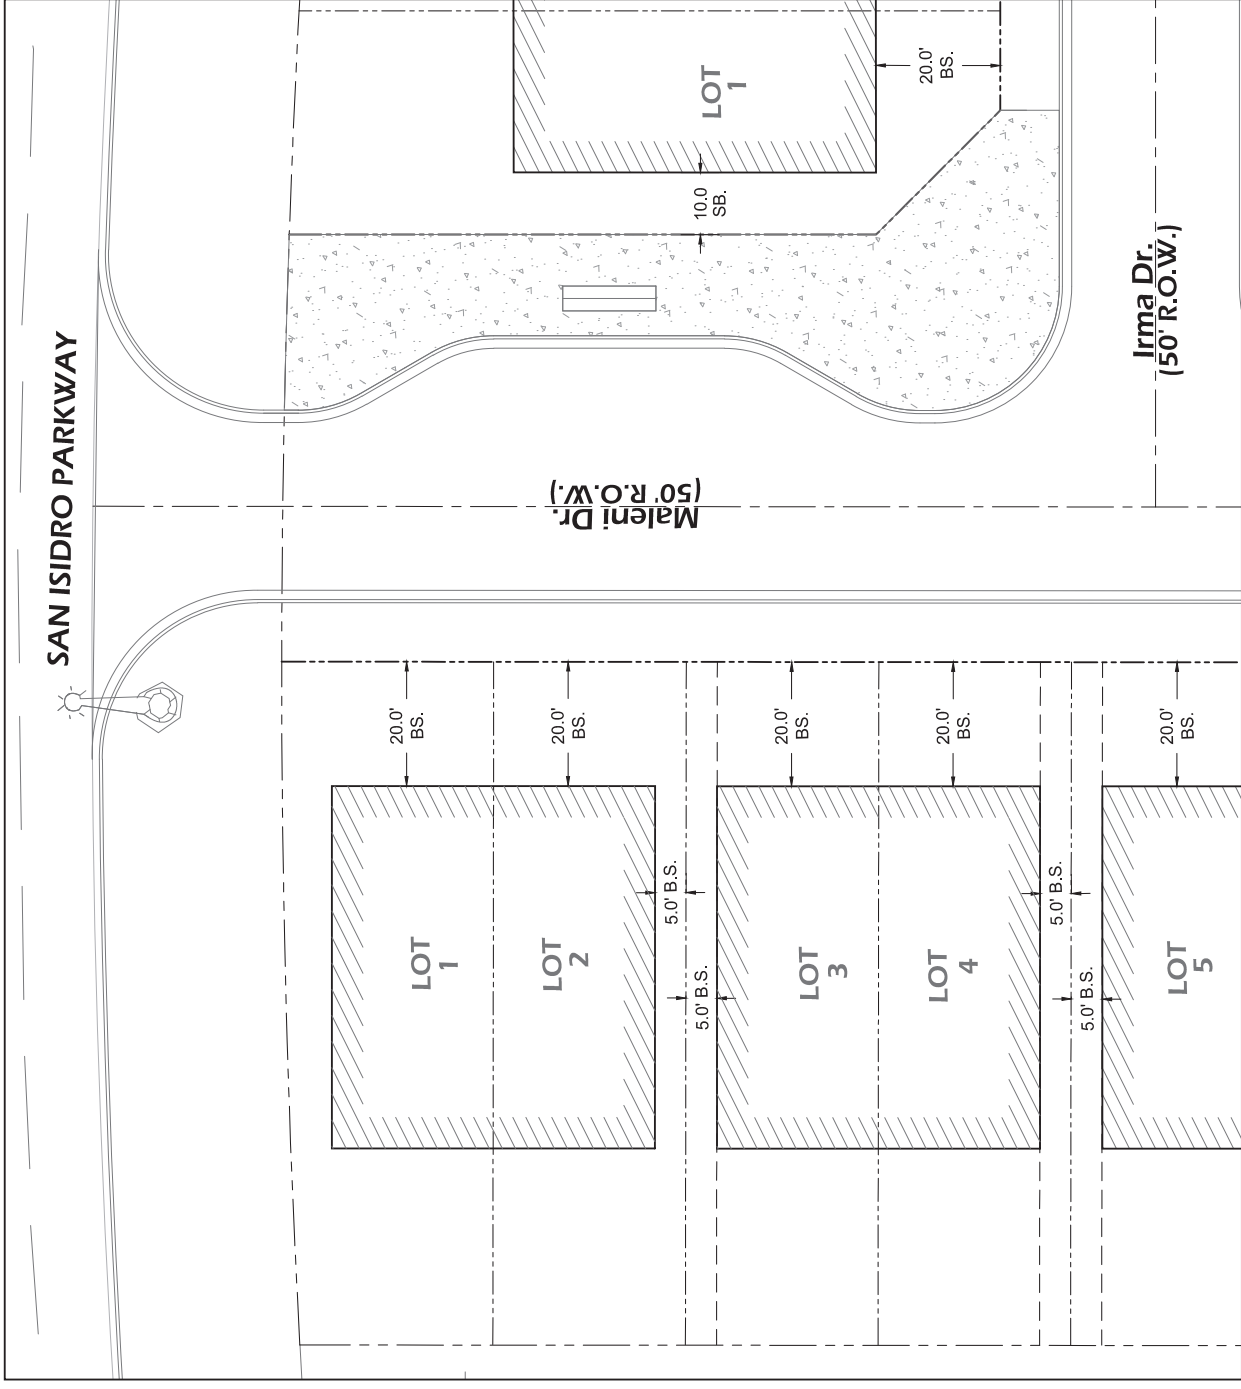 SAN ISIDRO PARKWAY
LOT
1
20.0'
BS.
10.0
SB.
Irma Dr.
(50' R.O.W.)
Maleni Dr.
(50' R.O.W.)
20.0'
BS.
20.0'
BS.
20.0'
BS.
20.0'
BS.
20.0'
BS.
5.0' B.S.
5.0' B.S.
5.0' B.S.
5.0' B.S.
LOT
1
LOT
2
LOT
3
LOT
4
LOT
5